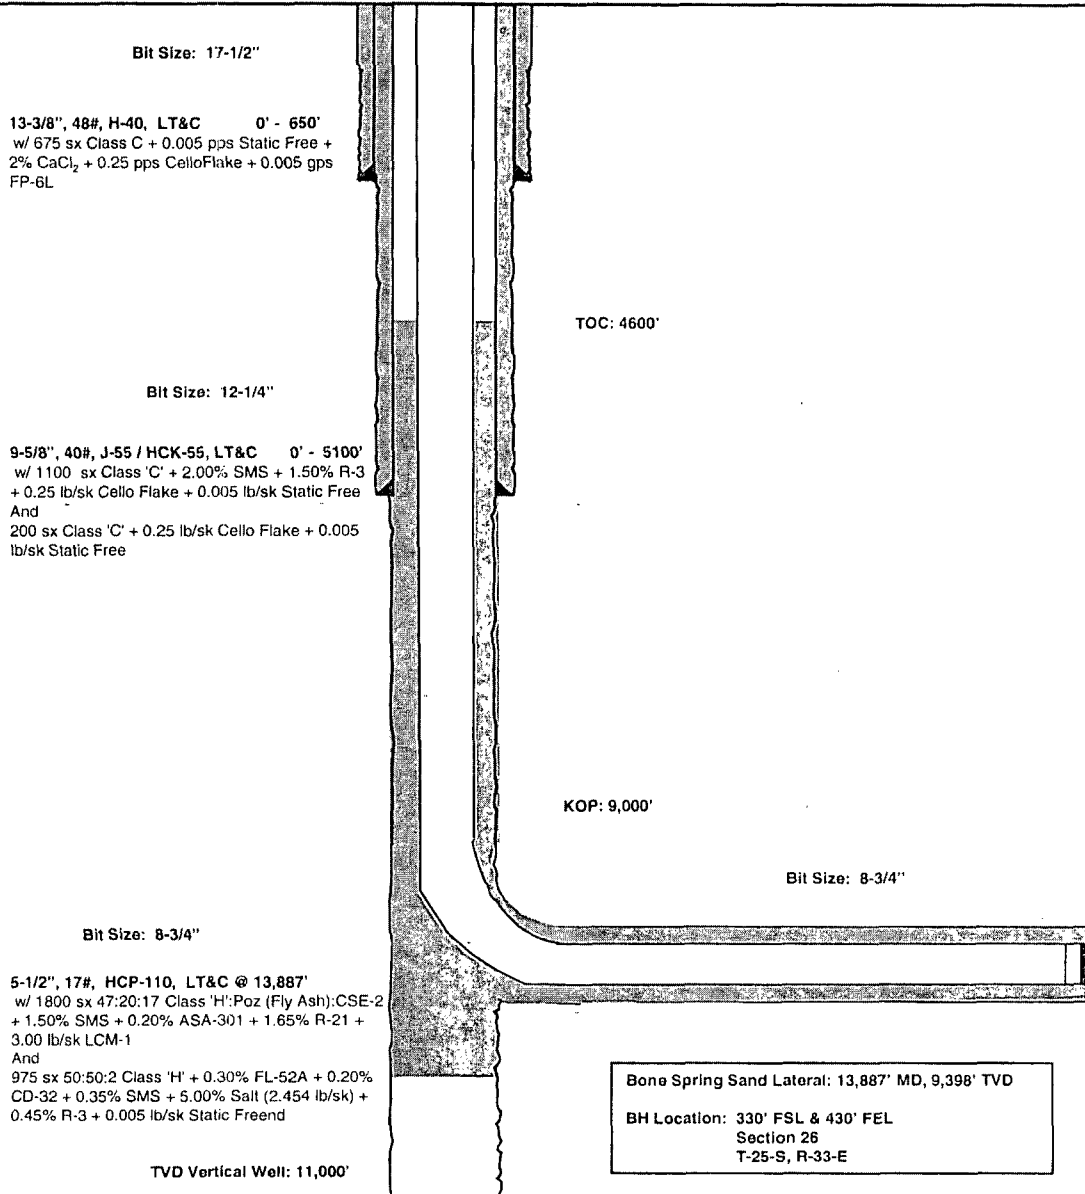 Bit Size: 17-1/2"
13-3/8", 48#, H-40, LT&C 0' - 650'
w/ 675 sx Class C + 0.005 pps Static Free +
2% CaCl₂ + 0.25 pps CelloFlake + 0.005 gps
FP-6L
TOC: 4600'
Bit Size: 12-1/4"
9-5/8", 40#, J-55 / HCK-55, LT&C 0' - 5100'
w/ 1100 sx Class 'C' + 2.00% SMS + 1.50% R-3
+ 0.25 lb/sk Cello Flake + 0.005 lb/sk Static Free
And
200 sx Class 'C' + 0.25 lb/sk Cello Flake + 0.005
lb/sk Static Free
KOP: 9,000'
Bit Size: 8-3/4"
Bit Size: 8-3/4"
5-1/2", 17#, HCP-110, LT&C @ 13,887'
w/ 1800 sx 47:20:17 Class 'H':Poz (Fly Ash):CSE-2
+ 1.50% SMS + 0.20% ASA-301 + 1.65% R-21 +
3.00 lb/sk LCM-1
And
975 sx 50:50:2 Class 'H' + 0.30% FL-52A + 0.20%
CD-32 + 0.35% SMS + 5.00% Salt (2.454 lb/sk) +
0.45% R-3 + 0.005 lb/sk Static Freend
TVD Vertical Well: 11,000'
Bone Spring Sand Lateral: 13,887' MD, 9,398' TVD
BH Location: 330' FSL & 430' FEL
Section 26
T-25-S, R-33-E